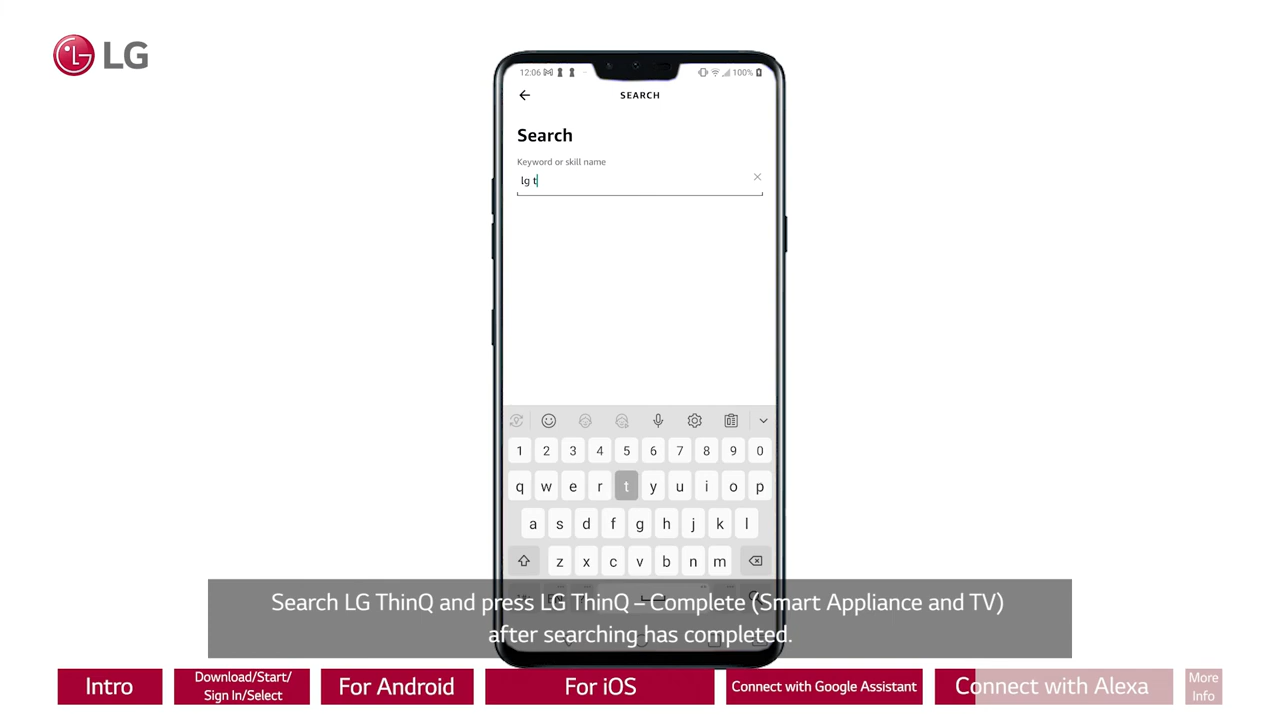 LG
12:06
100%
SEARCH
Search
Keyword or skill name
lg t
1 2 3 4 5 6 7 8 9 0
q w e r t y u i o p
a s d f g h j k l
z x c v b n m
Search LG ThinQ and press LG ThinQ – Complete (Smart Appliance and TV)
after searching has completed.
Intro
Download/Start/
Sign In/Select
For Android
For iOS
Connect with Google Assistant
Connect with Alexa
More
Info